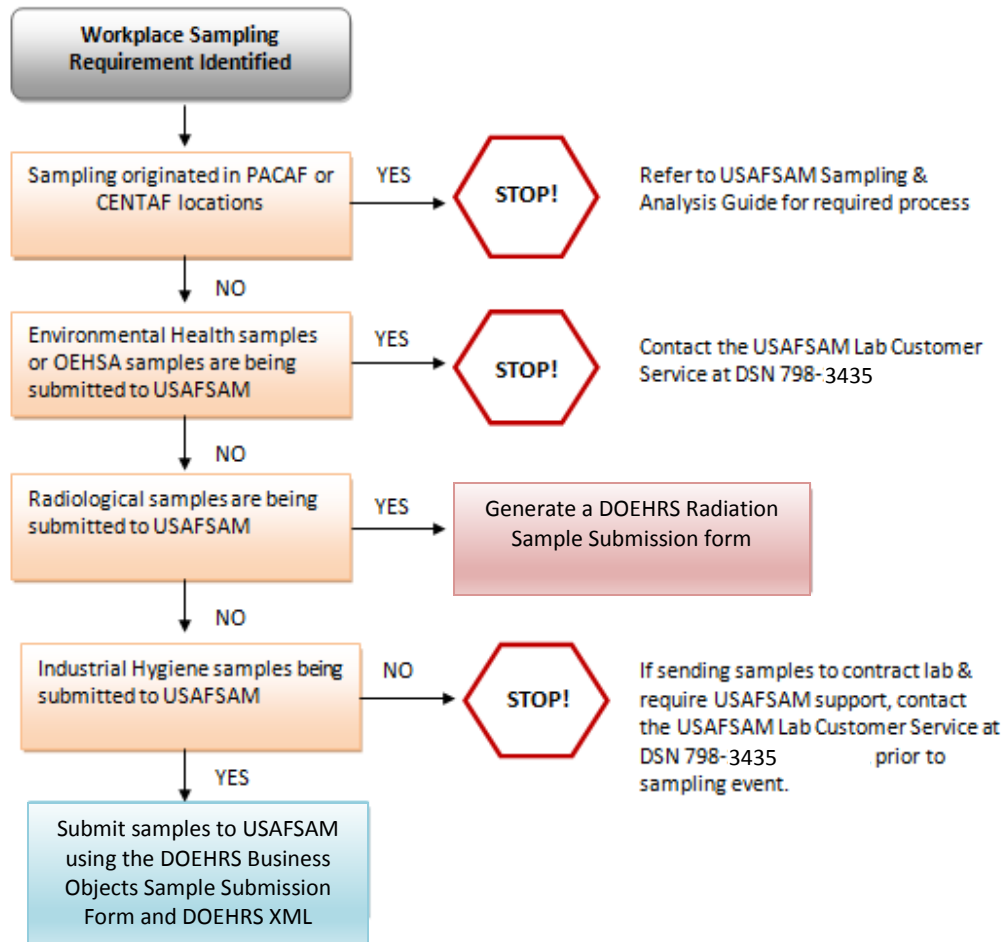 Workplace Sampling
Requirement Identified
Sampling originated in PACAF or
CENTAF locations
YES
STOP!
Refer to USAFSAM Sampling &
Analysis Guide for required process
NO
Environmental Health samples
or OEHSA samples are being
submitted to USAFSAM
YES
STOP!
Contact the USAFSAM Lab Customer
Service at DSN 798-3435
NO
Radiological samples are being
submitted to USAFSAM
YES
Generate a DOEHRS Radiation
Sample Submission form
NO
Industrial Hygiene samples being
submitted to USAFSAM
NO
STOP!
If sending samples to contract lab &
require USAFSAM support, contact
the USAFSAM Lab Customer Service at
DSN 798-3435 prior to
sampling event.
YES
Submit samples to USAFSAM
using the DOEHRS Business
Objects Sample Submission
Form and DOEHRS XML